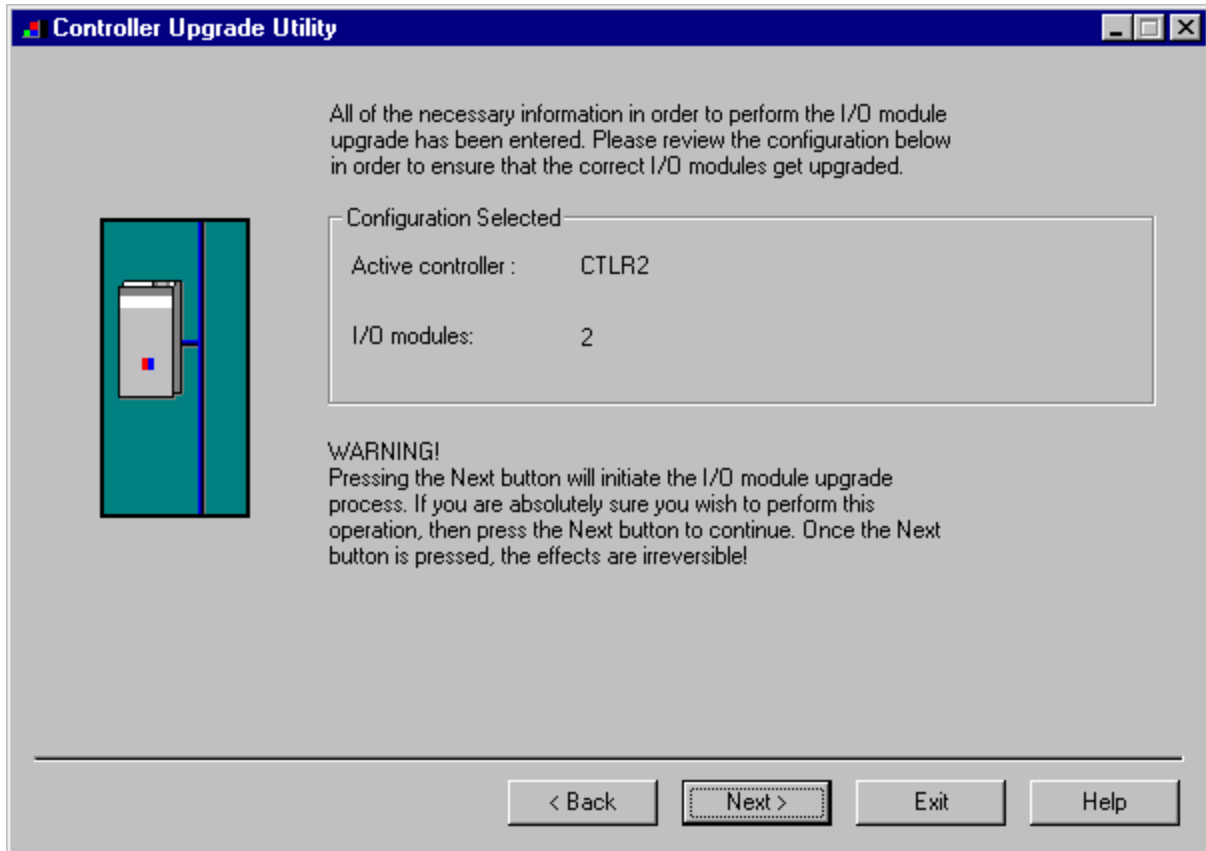 Controller Upgrade Utility
All of the necessary information in order to perform the I/O module
upgrade has been entered. Please review the configuration below
in order to ensure that the correct I/O modules get upgraded.
Configuration Selected
Active controller : CTLR2
I/O modules: 2
WARNING!
Pressing the Next button will initiate the I/O module upgrade
process. If you are absolutely sure you wish to perform this
operation, then press the Next button to continue. Once the Next
button is pressed, the effects are irreversible!
< Back Next > Exit Help